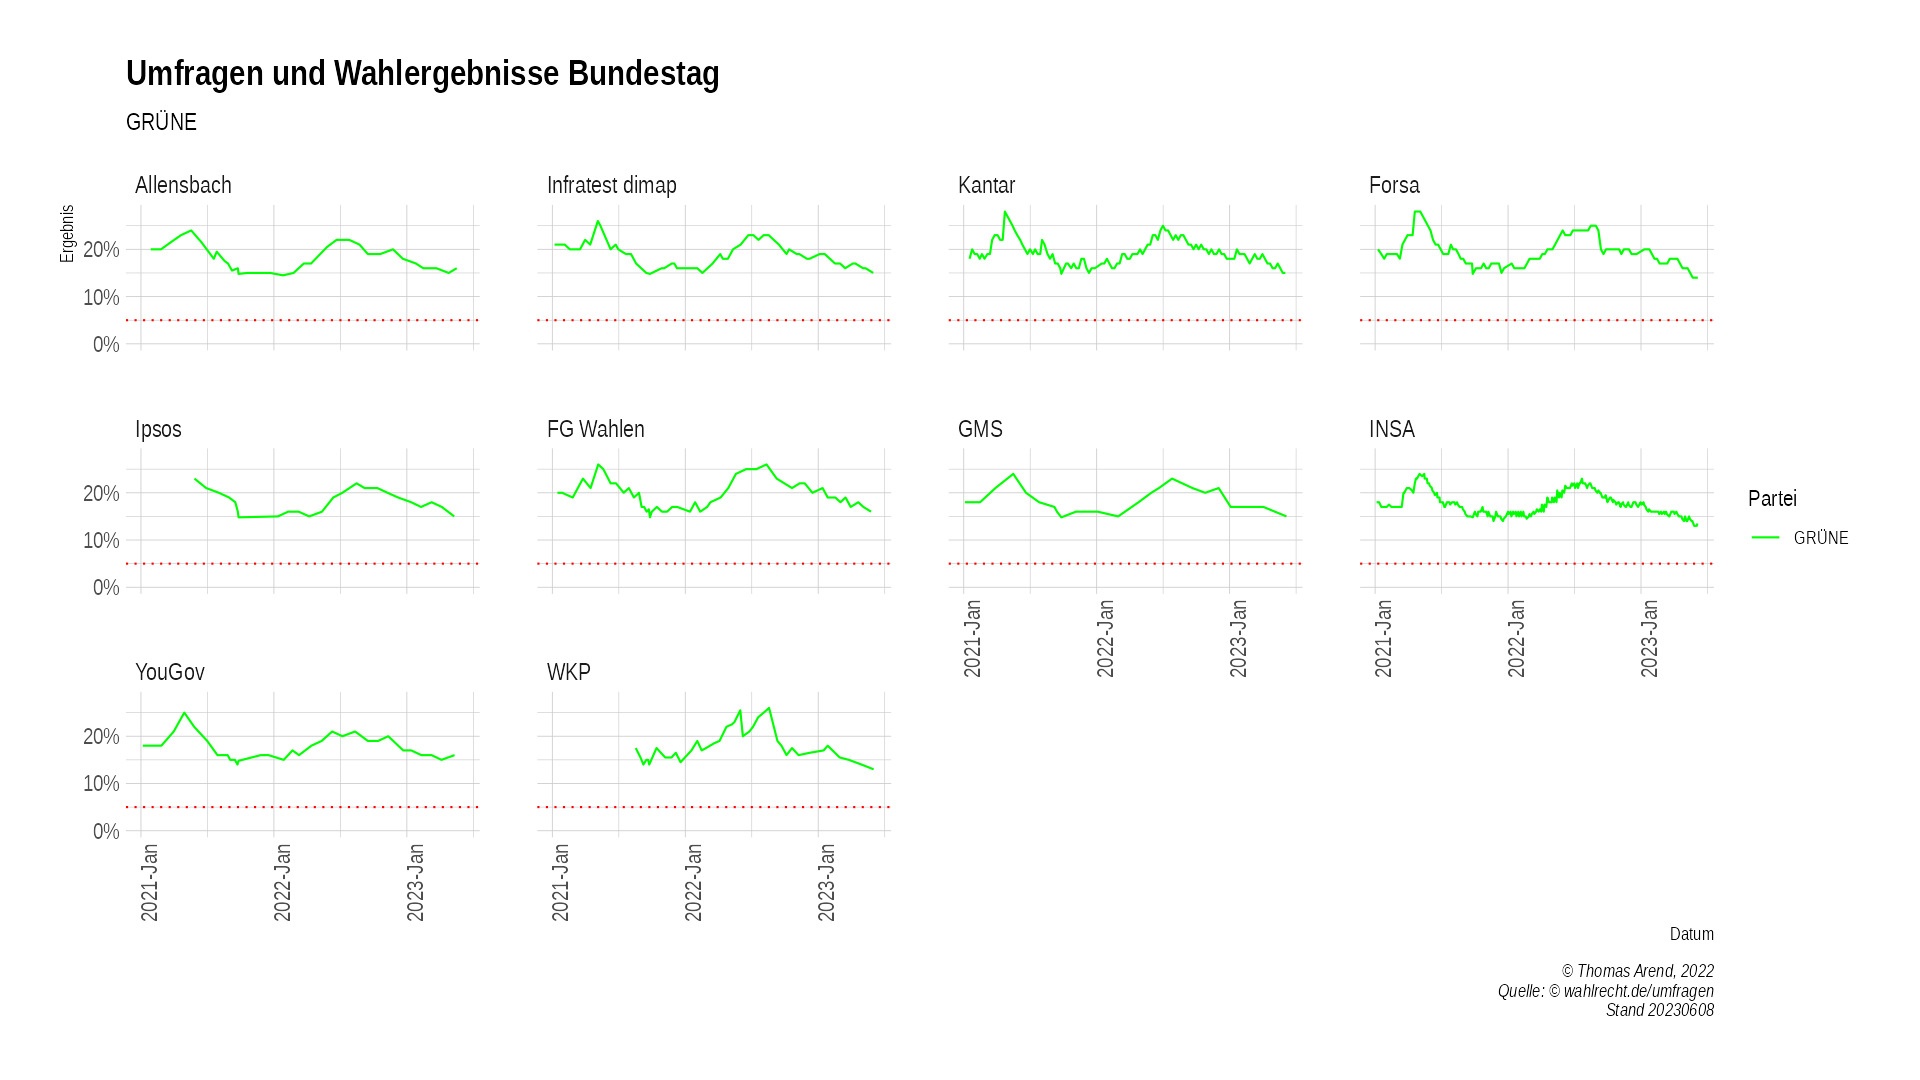 Umfragen und Wahlergebnisse Bundestag
GRÜNE
Allensbach
Infratest dimap
Kantar
Forsa
Ergebnis
20%
10%
0%
Ipsos
FG Wahlen
GMS
INSA
20%
10%
0%
Partei
GRÜNE
2021-Jan
2022-Jan
2023-Jan
2021-Jan
2022-Jan
2023-Jan
YouGov
WKP
20%
10%
0%
2021-Jan
2022-Jan
2023-Jan
2021-Jan
2022-Jan
2023-Jan
Datum
© Thomas Arend, 2022
Quelle: © wahlrecht.de/umfragen
Stand 20230608